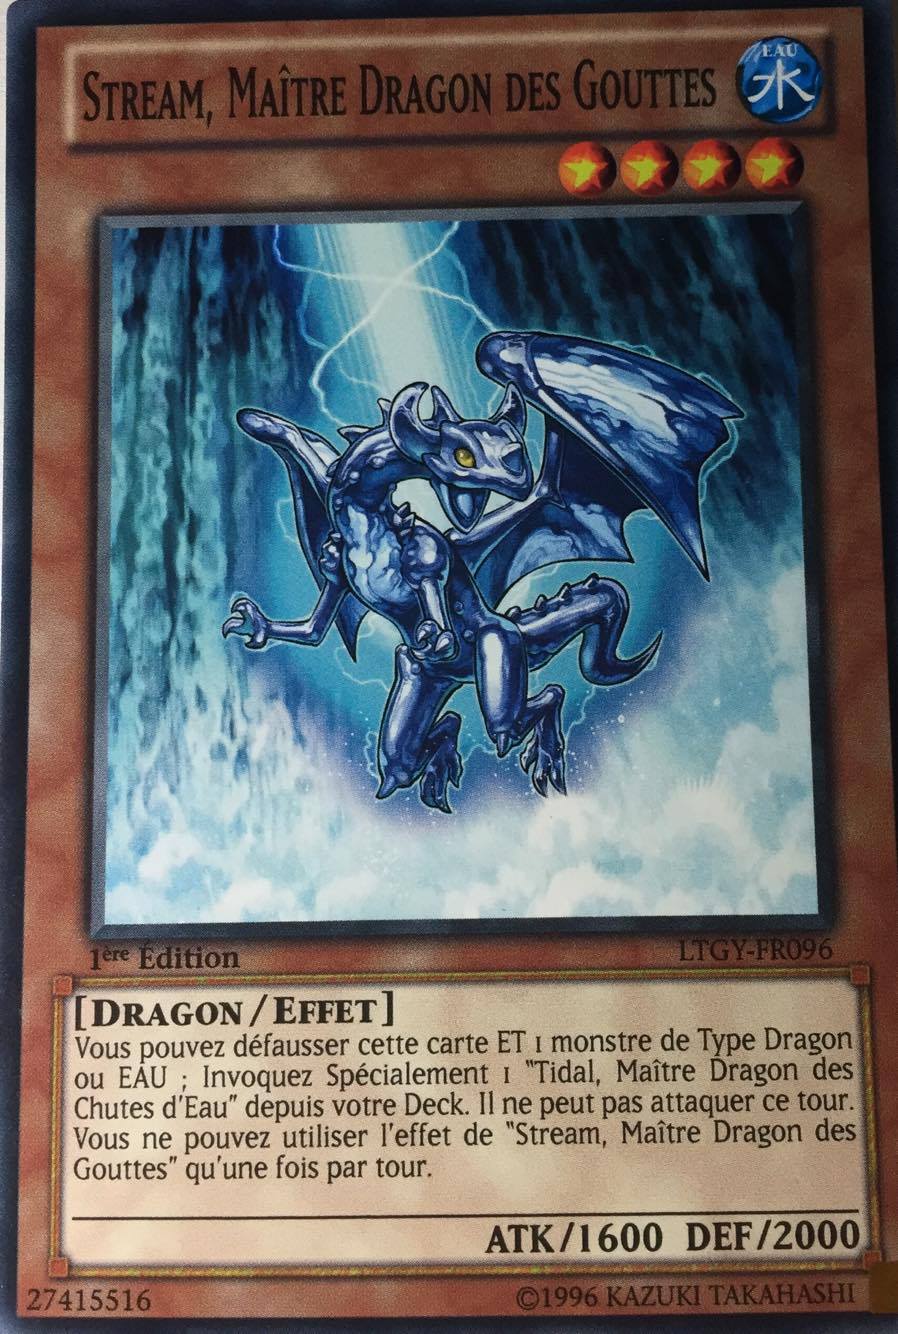 STREAM, MAÎTRE DRAGON DES GOUTTES
EAU
水
1ère Édition
LTGY-FR096
[DRAGON/EFFET]
Vous pouvez défausser cette carte ET 1 monstre de Type Dragon
ou EAU ; Invoquez Spécialement 1 "Tidal, Maître Dragon des
Chutes d'Eau" depuis votre Deck. Il ne peut pas attaquer ce tour.
Vous ne pouvez utiliser l'effet de "Stream, Maître Dragon des
Gouttes" qu'une fois par tour.
ATK/1600 DEF/2000
27415516
©1996 KAZUKI TAKAHASHI